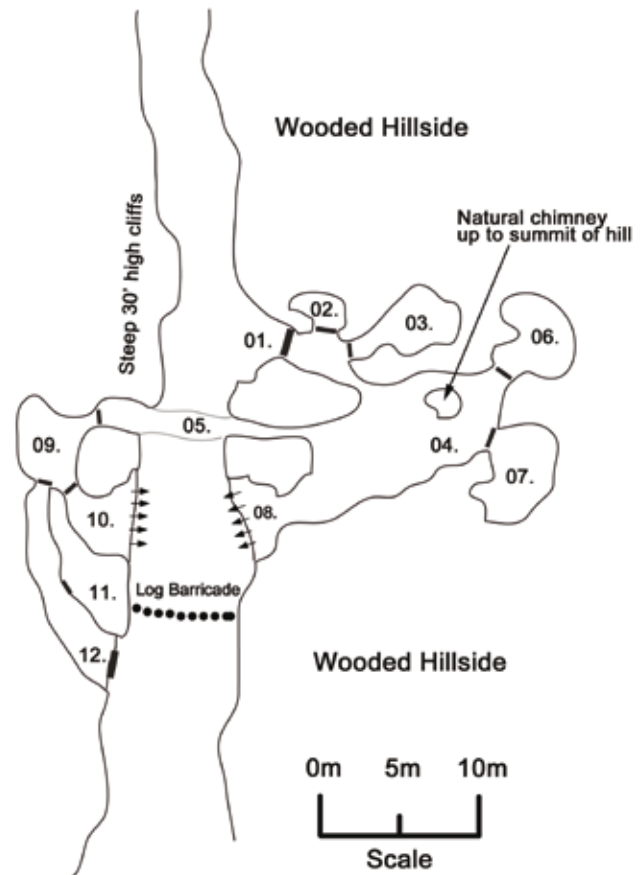 Wooded Hillside
Natural chimney
up to summit of hill
Steep 30' high cliffs
01.
02.
03.
06.
05.
04.
09.
07.
10.
08.
11.
Log Barricade
12.
Wooded Hillside
0m 5m 10m
Scale